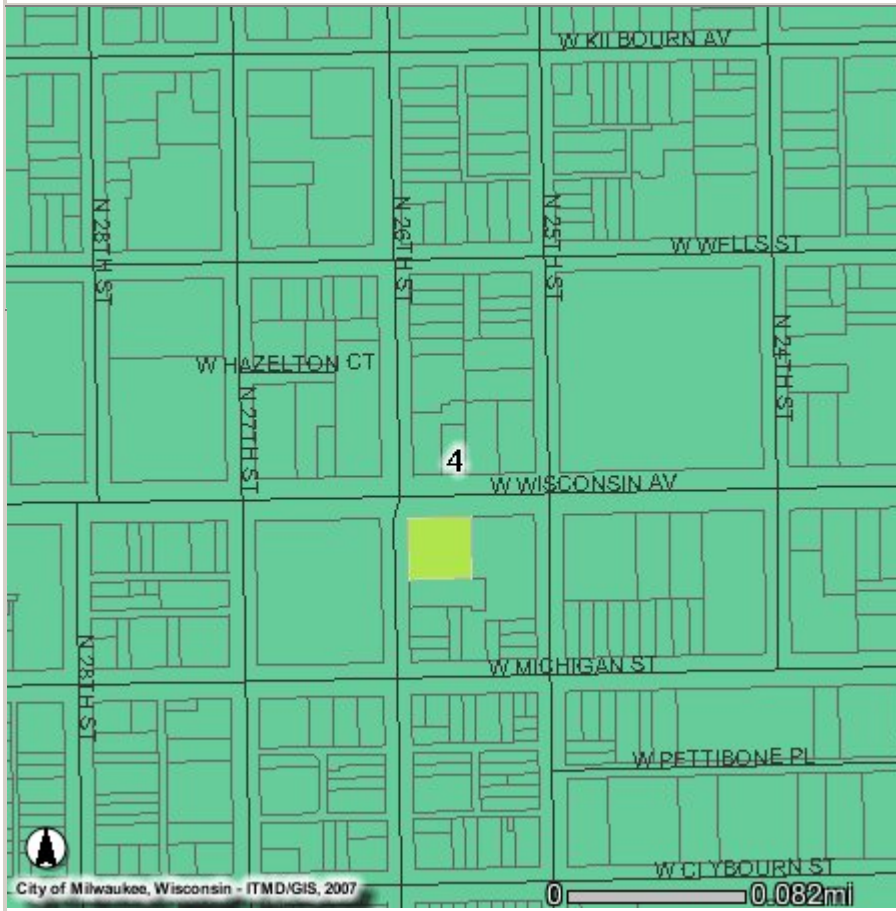 W KILBOURN AV
N 28TH ST
N 26TH ST
N 25TH ST
W WELLS ST
W HAZELTON CT
N 27TH ST
N 24TH ST
4
W WISCONSIN AV
W MICHIGAN ST
N 28TH ST
W PETTIBONE PL
W CLYBOURN ST
City of Milwaukee, Wisconsin - ITMD/GIS, 2007
0 0.082mi